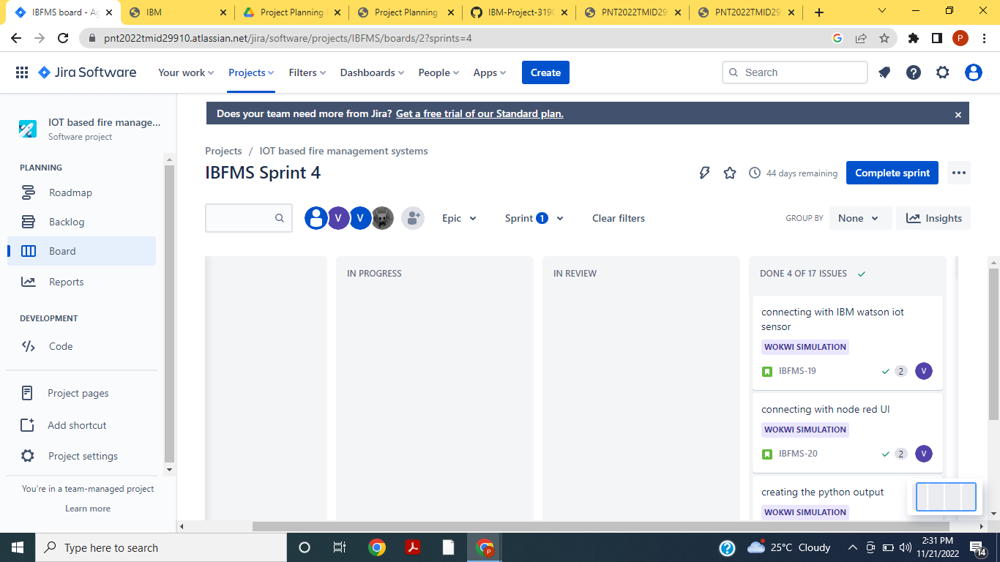 IBFMS board - Ag
IBM
Project Planning
Project Planning
IBM-Project-3190
PNT2022TMID29
PNT2022TMID29
pnt2022tmid29910.atlassian.net/jira/software/projects/IBFMS/boards/2?sprints=4
P
Jira Software
Your work
Projects
Filters
Dashboards
People
Apps
Create
Search
IOT based fire manage...
Software project
PLANNING
Roadmap
Backlog
Board
Reports
DEVELOPMENT
Code
Project pages
Add shortcut
Project settings
You're in a team-managed project
Learn more
Does your team need more from Jira? Get a free trial of our Standard plan.
Projects / IOT based fire management systems
IBFMS Sprint 4
44 days remaining
Complete sprint
V
V
Epic
Sprint 1
Clear filters
GROUP BY
None
Insights
IN PROGRESS
IN REVIEW
DONE 4 OF 17 ISSUES
connecting with IBM watson iot
sensor
WOKWI SIMULATION
IBFMS-19
2
V
connecting with node red UI
WOKWI SIMULATION
IBFMS-20
2
V
creating the python output
WOKWI SIMULATION
Type here to search
P
25°C Cloudy
2:31 PM
11/21/2022
14